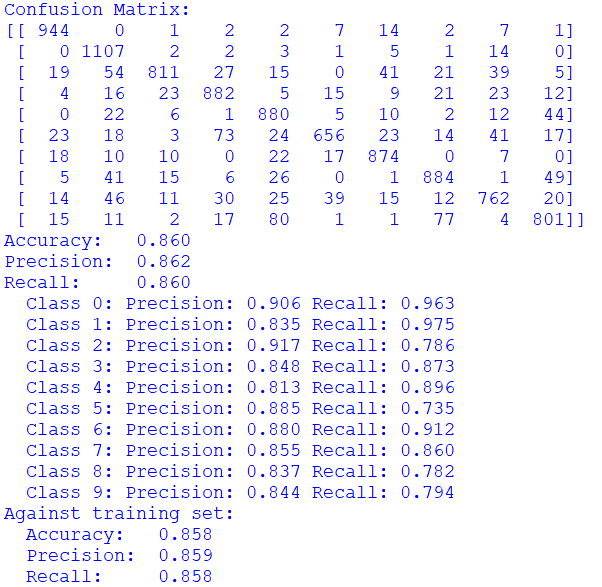 Confusion Matrix:
[[ 944    0    1    2    2    7   14    2    7    1]
 [   0 1107    2    2    3    1    5    1   14    0]
 [  19   54  811   27   15    0   41   21   39    5]
 [   4   16   23  882    5   15    9   21   23   12]
 [   0   22    6    1  880    5   10    2   12   44]
 [  23   18    3   73   24  656   23   14   41   17]
 [  18   10   10    0   22   17  874    0    7    0]
 [   5   41   15    6   26    0    1  884    1   49]
 [  14   46   11   30   25   39   15   12  762   20]
 [  15   11    2   17   80    1    1   77    4  801]]
Accuracy:   0.860
Precision:  0.862
Recall:     0.860
  Class 0: Precision: 0.906 Recall: 0.963
  Class 1: Precision: 0.835 Recall: 0.975
  Class 2: Precision: 0.917 Recall: 0.786
  Class 3: Precision: 0.848 Recall: 0.873
  Class 4: Precision: 0.813 Recall: 0.896
  Class 5: Precision: 0.885 Recall: 0.735
  Class 6: Precision: 0.880 Recall: 0.912
  Class 7: Precision: 0.855 Recall: 0.860
  Class 8: Precision: 0.837 Recall: 0.782
  Class 9: Precision: 0.844 Recall: 0.794
Against training set:
  Accuracy:   0.858
  Precision:  0.859
  Recall:     0.858